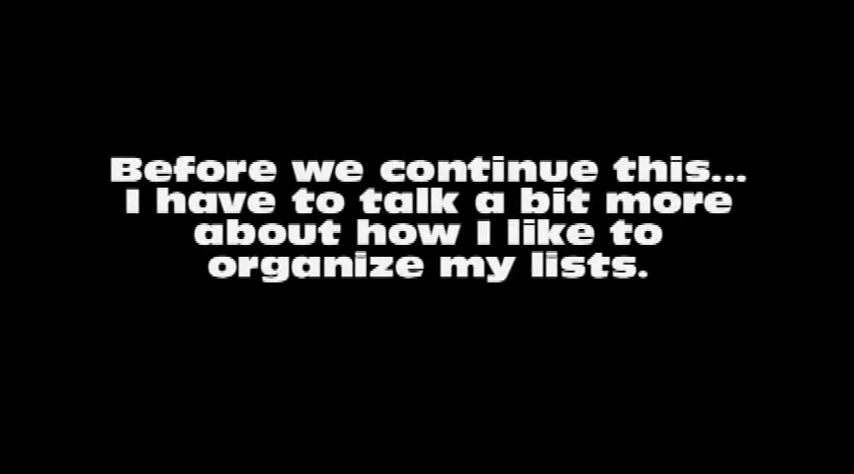 Before we continue this...
I have to talk a bit more
about how I like to
organize my lists.